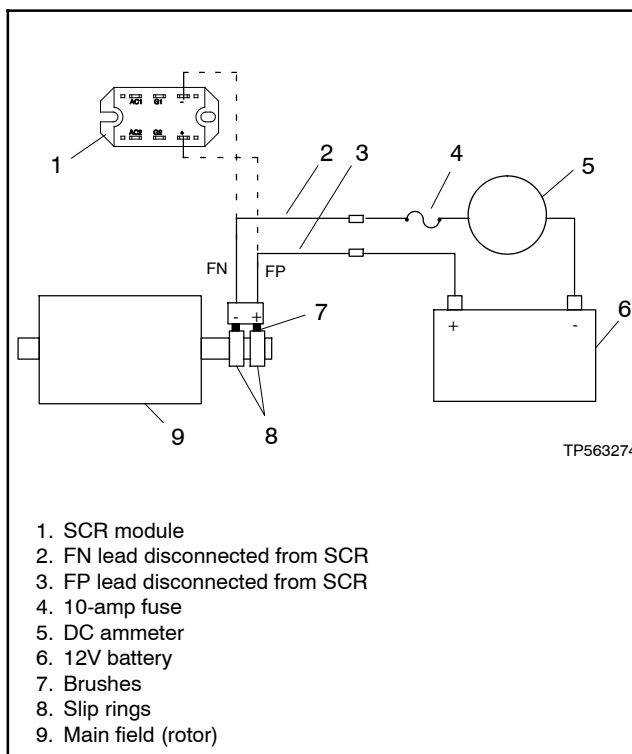 AC1 G1 -
AC2 G2 +
1
2 3 4 5
FN FP
- +
+ -
7
6
8
9
TP563274
1. SCR module
2. FN lead disconnected from SCR
3. FP lead disconnected from SCR
4. 10-amp fuse
5. DC ammeter
6. 12V battery
7. Brushes
8. Slip rings
9. Main field (rotor)